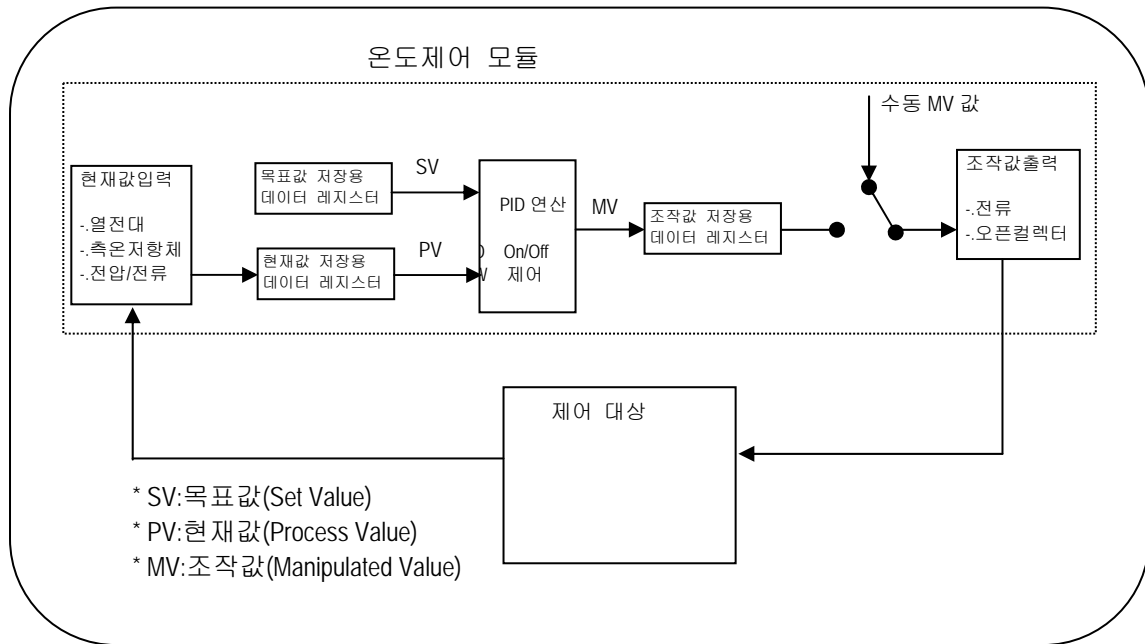 온도제어 모듈
수동 MV 값
현재값입력
-.열전대
-.측온저항체
-.전압/전류
목표값 저장용
데이터 레지스터
SV
현재값 저장용
데이터 레지스터
PV
PID 연산
On/Off
제어
MV
조작값 저장용
데이터 레지스터
조작값출력
-.전류
-.오픈컬렉터
제어 대상
* SV:목표값(Set Value)
* PV:현재값(Process Value)
* MV:조작값(Manipulated Value)